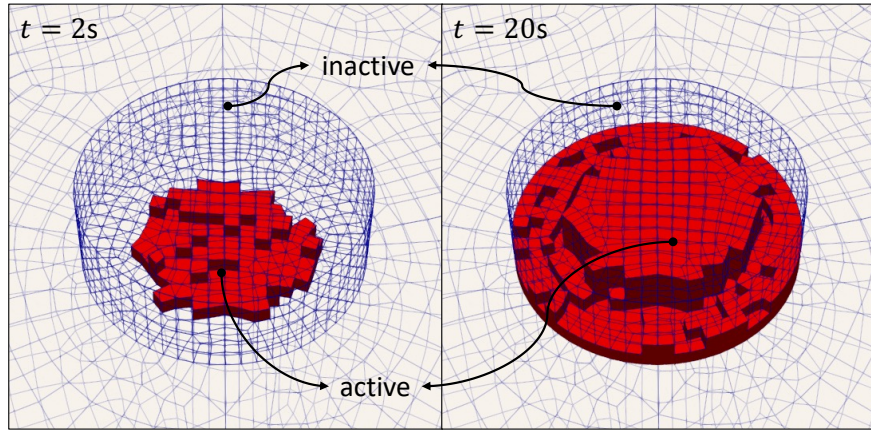 t = 2s
t = 20s
inactive
active